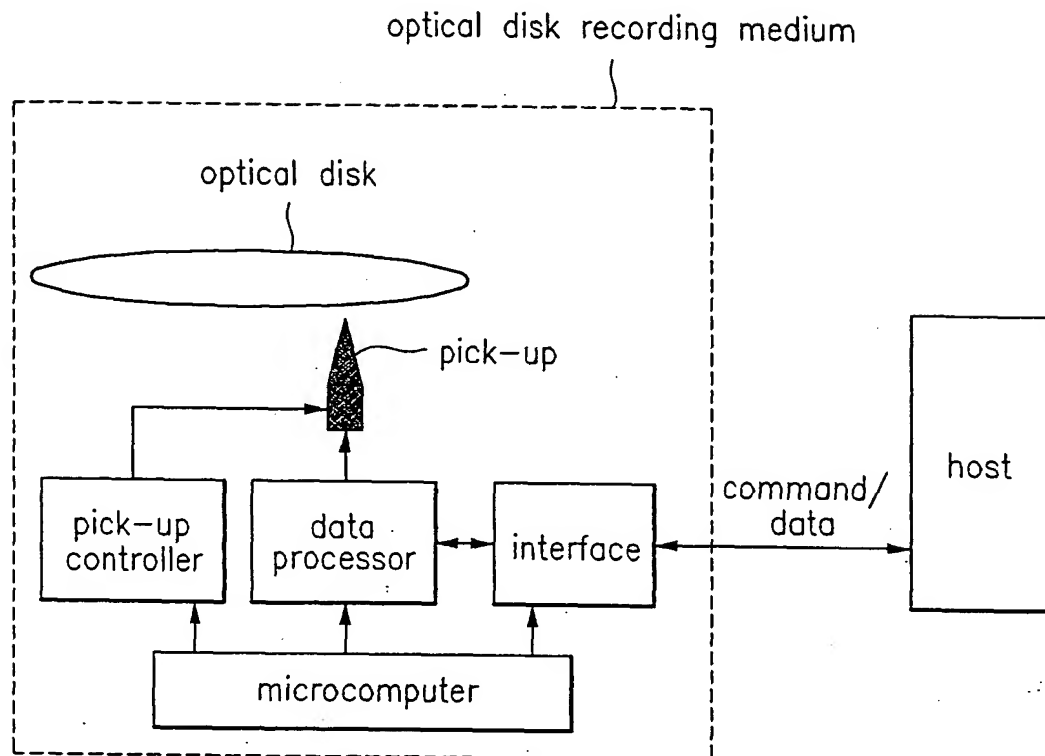 optical disk recording medium
optical disk
pick-up
pick-up
controller
data
processor
interface
command/
data
host
microcomputer